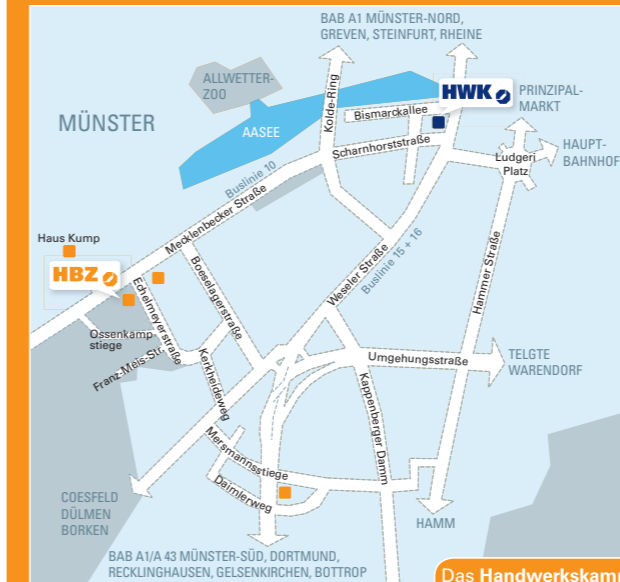 BAB A1 MÜNSTER-NORD,
GREVEN, STEINFURT, RHEINE
ALLWETTER-
ZOO
HWK
PRINZIPAL-
MARKT
MÜNSTER
AASEE
Kolde-Ring
Bismarckallee
Scharnhorststraße
HAUPT-
BAHNHOF
Ludgeri
Platz
Buslinie 10
Mecklenbecker Straße
Haus Kump
HBZ
Boeselagerstraße
Weseler Straße
Buslinie 15 + 16
Hammer Straße
Echelmeyerstraße
Ossenkamp
stiege
Franz-Meis-Str.
Kerkheideweg
Umgehungsstraße
TELGTE
WARENDORF
Kappenberger Damm
Mersmannsstiege
Daimlerweg
COESFELD
DÜLMEN
BORKEN
HAMM
BAB A1/A 43 MÜNSTER-SÜD, DORTMUND,
RECKLINGHAUSEN, GELSENKIRCHEN, BOTTROP
Das Handwerkskam